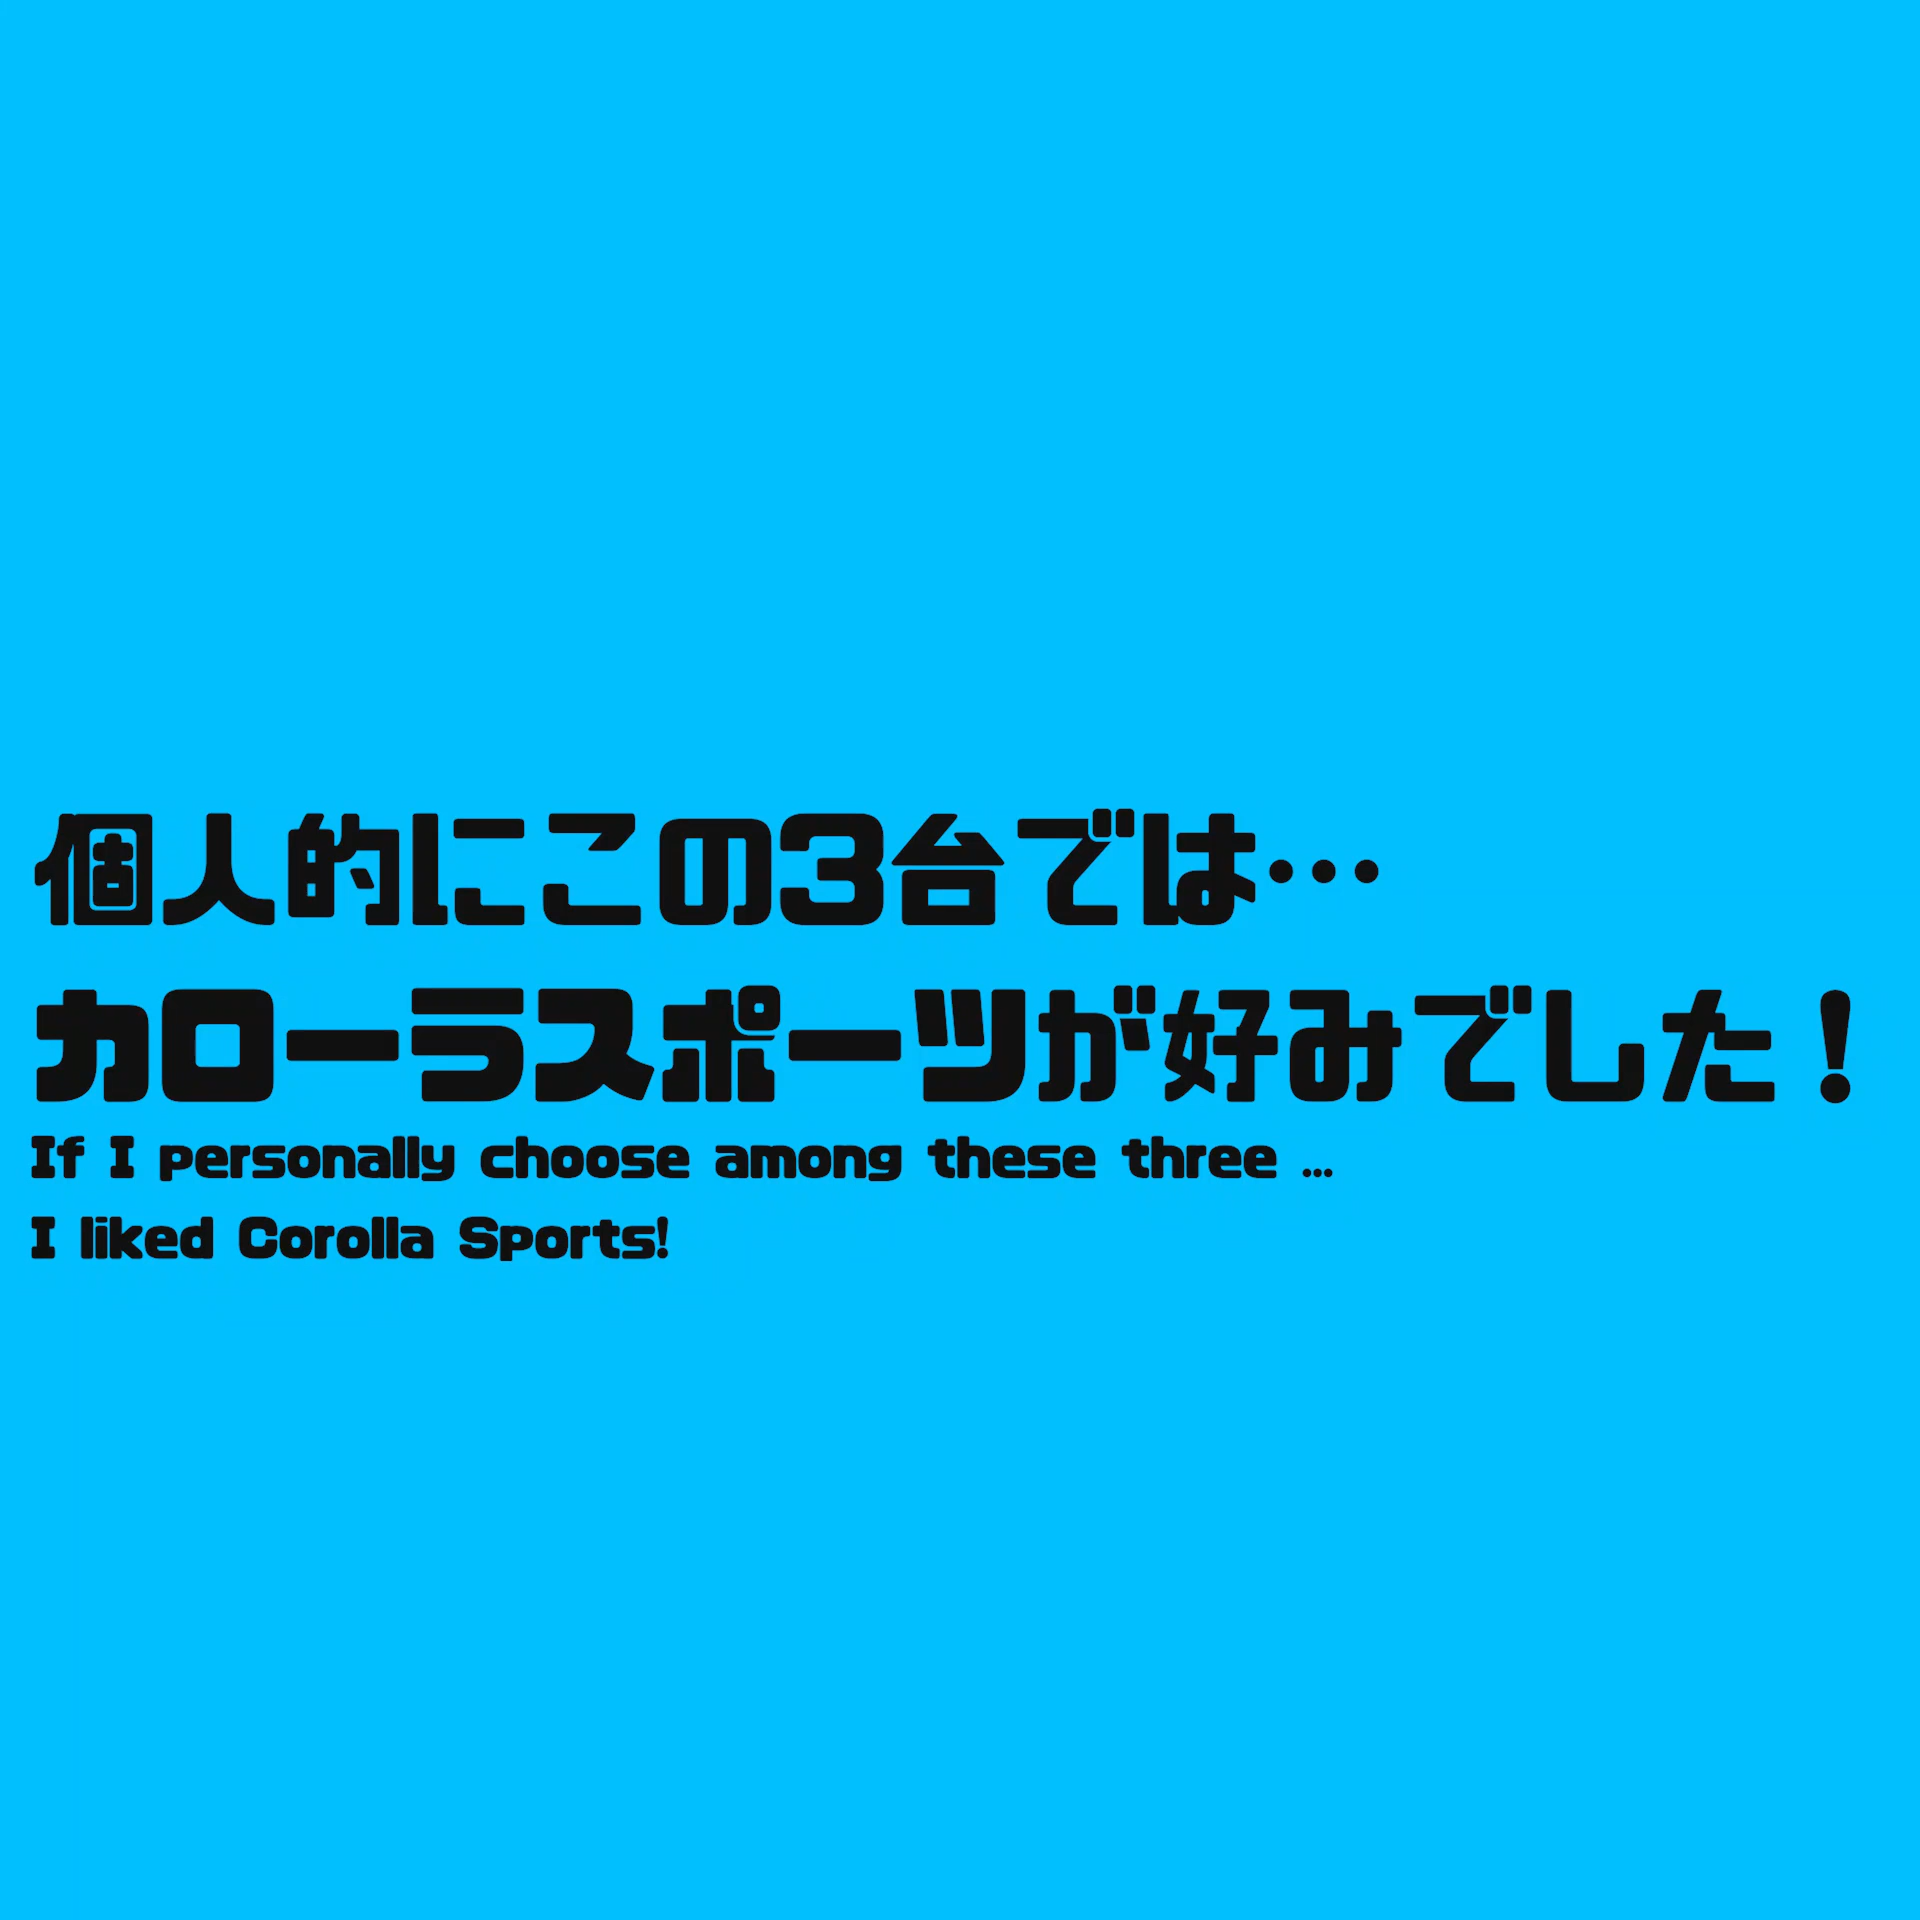 個人的にこの3台では…
カローラスポーツが好みでした！
If I personally choose among these three ...
I liked Corolla Sports!